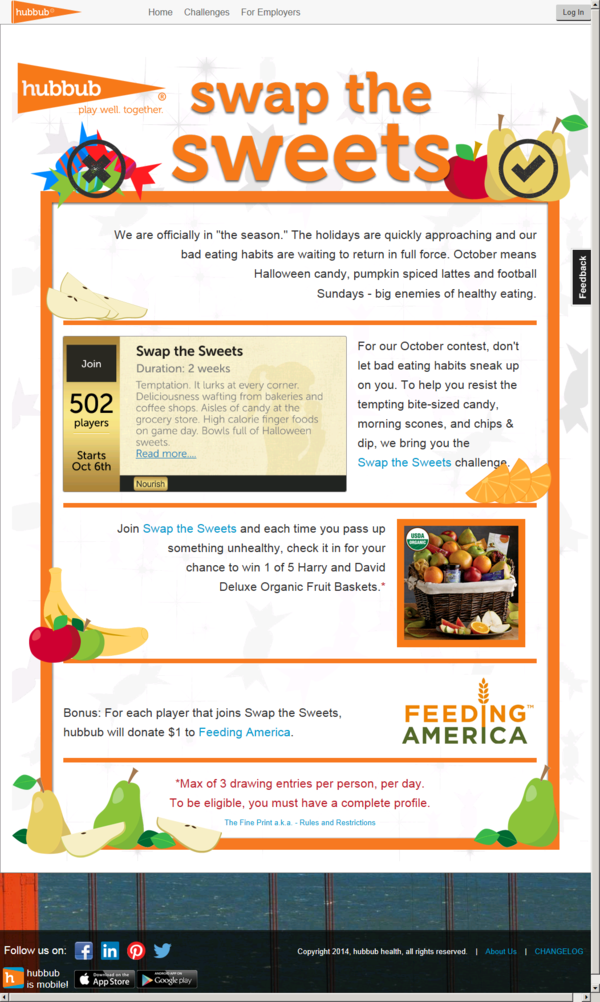 hubbub®
Home Challenges For Employers
Log In
hubbub®
play well. together.
swap the
sweets
We are officially in "the season." The holidays are quickly approaching and our
bad eating habits are waiting to return in full force. October means
Halloween candy, pumpkin spiced lattes and football
Sundays - big enemies of healthy eating.
Feedback
Join
502
players
Starts
Oct 6th
Swap the Sweets
Duration: 2 weeks
Temptation. It lurks at every corner.
Deliciousness wafting from bakeries and
coffee shops. Aisles of candy at the
grocery store. High calorie finger foods
on game day. Bowls full of Halloween
sweets.
Read more....
Nourish
For our October contest, don't
let bad eating habits sneak up
on you. To help you resist the
tempting bite-sized candy,
morning scones, and chips &
dip, we bring you the
Swap the Sweets challenge.
Join Swap the Sweets and each time you pass up
something unhealthy, check it in for your
chance to win 1 of 5 Harry and David
Deluxe Organic Fruit Baskets.*
USDA
ORGANIC
Bonus: For each player that joins Swap the Sweets,
hubbub will donate $1 to Feeding America.
FEEDING™
AMERICA
*Max of 3 drawing entries per person, per day.
To be eligible, you must have a complete profile.
The Fine Print a.k.a. - Rules and Restrictions
Follow us on:
Copyright 2014, hubbub health, all rights reserved. | About Us | CHANGELOG
hubbub
is mobile!
Download on the
App Store
ANDROID APP ON
Google play